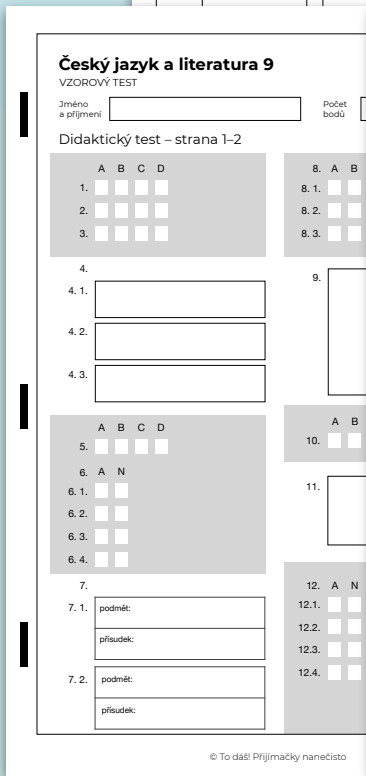 Český jazyk a literatura 9
VZOROVÝ TEST
Jméno
a příjmení
Počet
bodů
Didaktický test – strana 1–2
A B C D
1.
2.
3.
4.
4. 1.
4. 2.
4. 3.
A B C D
5.
6. A N
6. 1.
6. 2.
6. 3.
6. 4.
7.
7. 1. podmět:
přísudek:
7. 2. podmět:
přísudek:
8. A B
8. 1.
8. 2.
8. 3.
9.
A B
10.
11.
12. A N
12.1.
12.2.
12.3.
12.4.
© To dáš! Přijímačky nanečisto